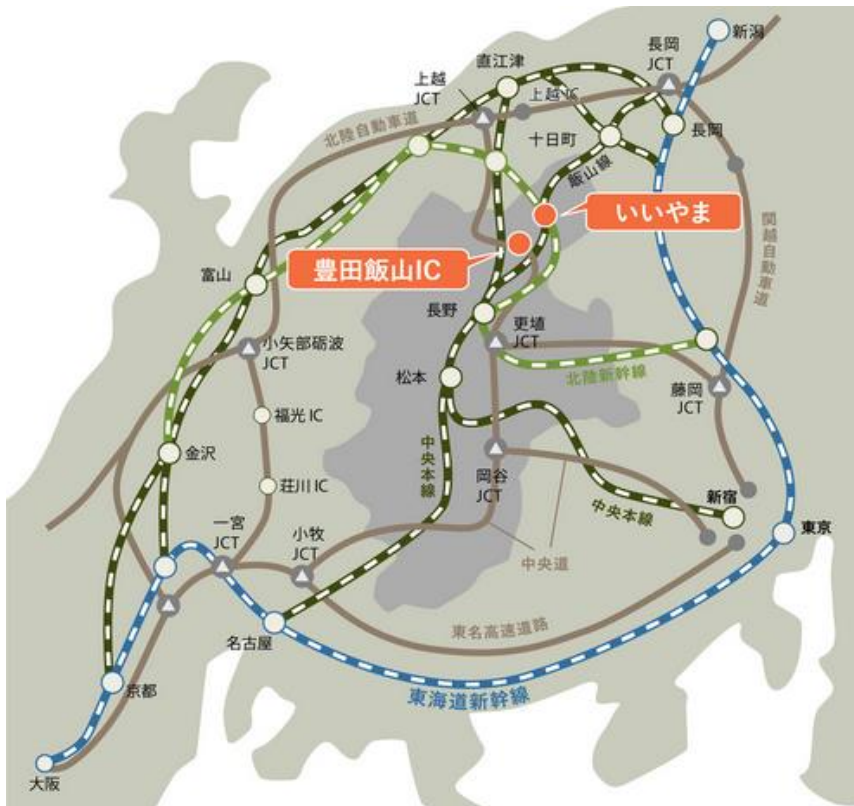 新潟
長岡
JCT
直江津
上越
JCT
上越IC
北陸自動車道
十日町
長岡
飯山線
いいやま
関越自動車道
豊田飯山IC
富山
長野
更埴
JCT
小矢部砺波
JCT
北陸新幹線
松本
藤岡
JCT
福光IC
金沢
中央本線
岡谷
JCT
荘川IC
新宿
中央本線
東京
一宮
JCT
小牧
JCT
中央道
東名高速道路
名古屋
京都
東海道新幹線
大阪